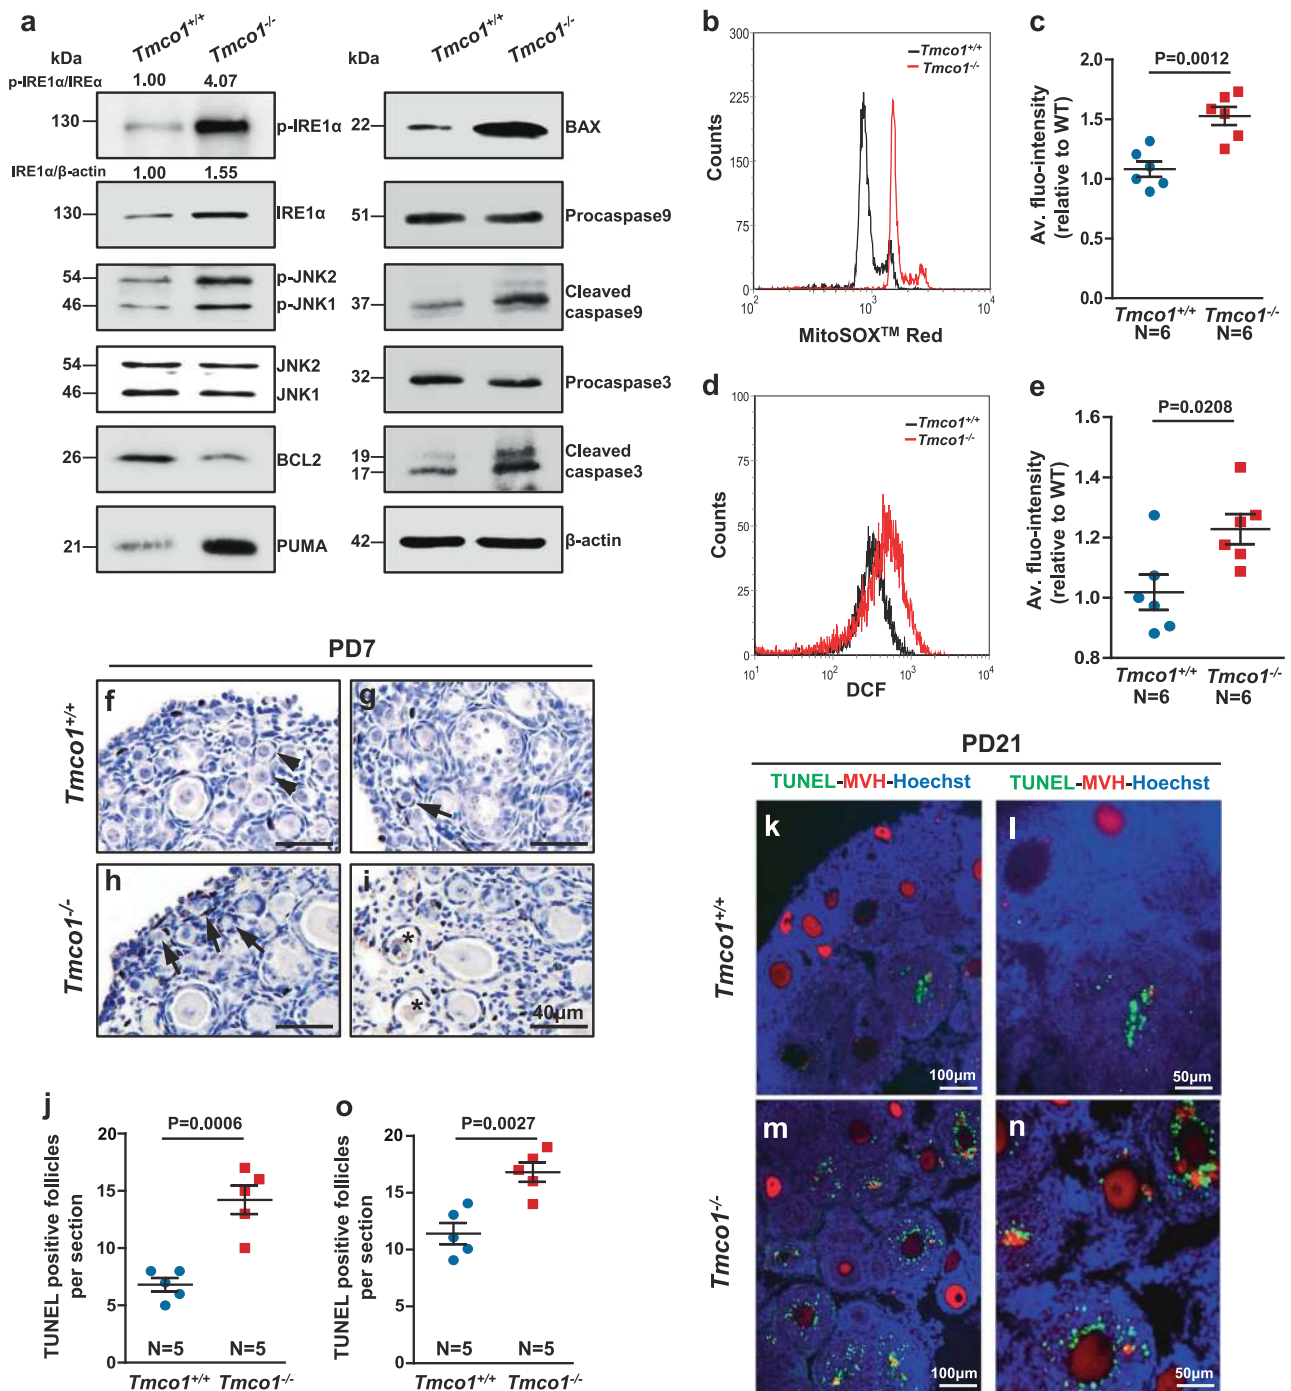 a
kDa
Tmco1+/+
Tmco1-/-
p-IRE1α/IREα
1.00
4.07
130
p-IRE1α
IRE1α/β-actin
1.00
1.55
130
IRE1α
54
p-JNK2
46
p-JNK1
54
JNK2
46
JNK1
26
BCL2
21
PUMA
kDa
Tmco1+/+
Tmco1-/-
22
BAX
51
Procaspase9
37
Cleaved
caspase9
32
Procaspase3
19
17
Cleaved
caspase3
42
β-actin
b
300
225
150
75
0
Counts
Tmco1+/+
Tmco1-/-
10²
10³
10⁴
MitoSOX™ Red
c
2.0
1.5
1.0
0.5
0.0
Av. fluo-intensity
(relative to WT)
P=0.0012
Tmco1+/+
Tmco1-/-
N=6
N=6
d
100
75
50
25
0
Counts
Tmco1+/+
Tmco1-/-
10¹
10²
10³
10⁴
DCF
e
1.6
1.4
1.2
1.0
0.8
Av. fluo-intensity
(relative to WT)
P=0.0208
Tmco1+/+
Tmco1-/-
N=6
N=6
PD7
Tmco1+/+
f
g
Tmco1-/-
h
i
*
*
40μm
j
20
15
10
5
0
TUNEL positive follicles
per section
P=0.0006
N=5
N=5
Tmco1+/+
Tmco1-/-
o
20
15
10
5
0
TUNEL positive follicles
per section
P=0.0027
N=5
N=5
Tmco1+/+
Tmco1-/-
PD21
TUNEL-MVH-Hoechst
TUNEL-MVH-Hoechst
Tmco1+/+
k
100μm
l
50μm
Tmco1-/-
m
100μm
n
50μm